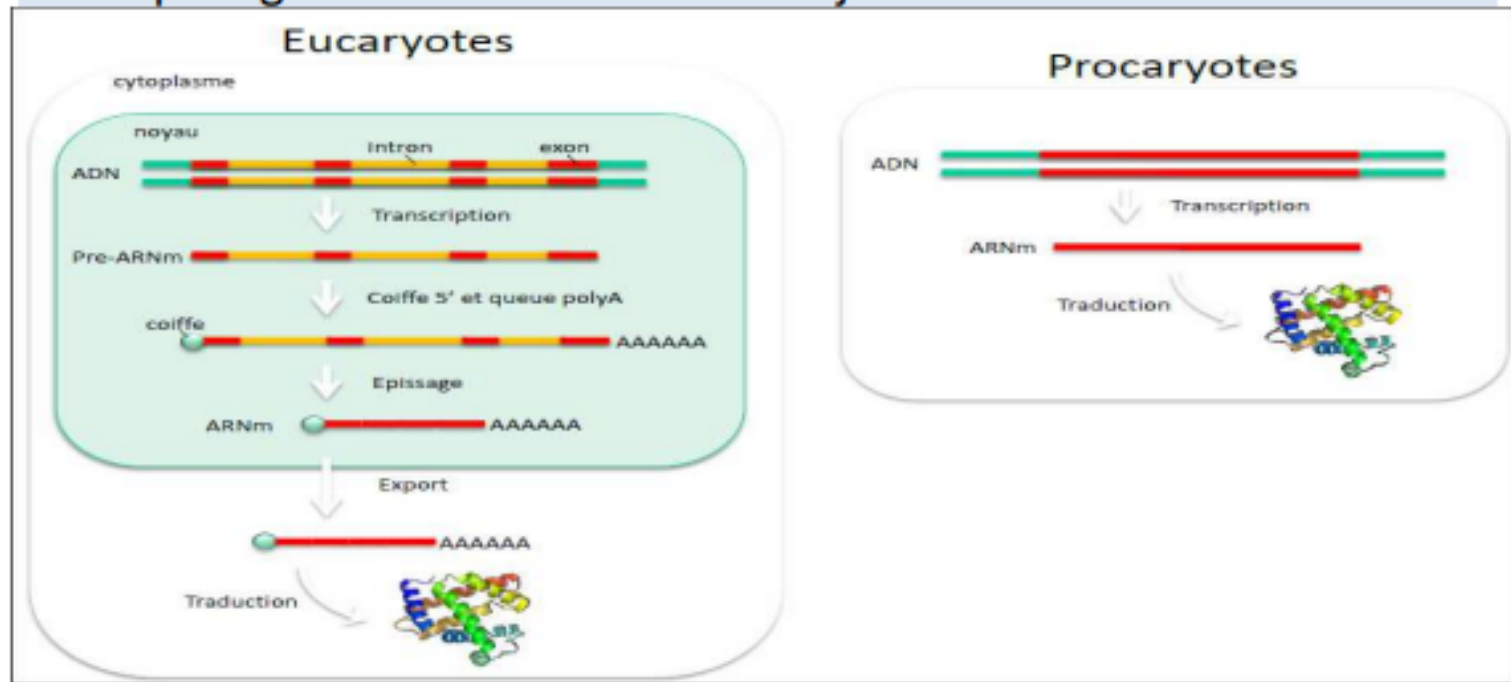 Eucaryotes
cytoplasme
noyau
intron
exon
ADN
Transcription
Pre-ARNm
Coiffe 5' et queue polyA
coiffe
AAAAAA
Epissage
ARNm
AAAAAA
Export
AAAAAA
Traduction
Procaryotes
ADN
Transcription
ARNm
Traduction